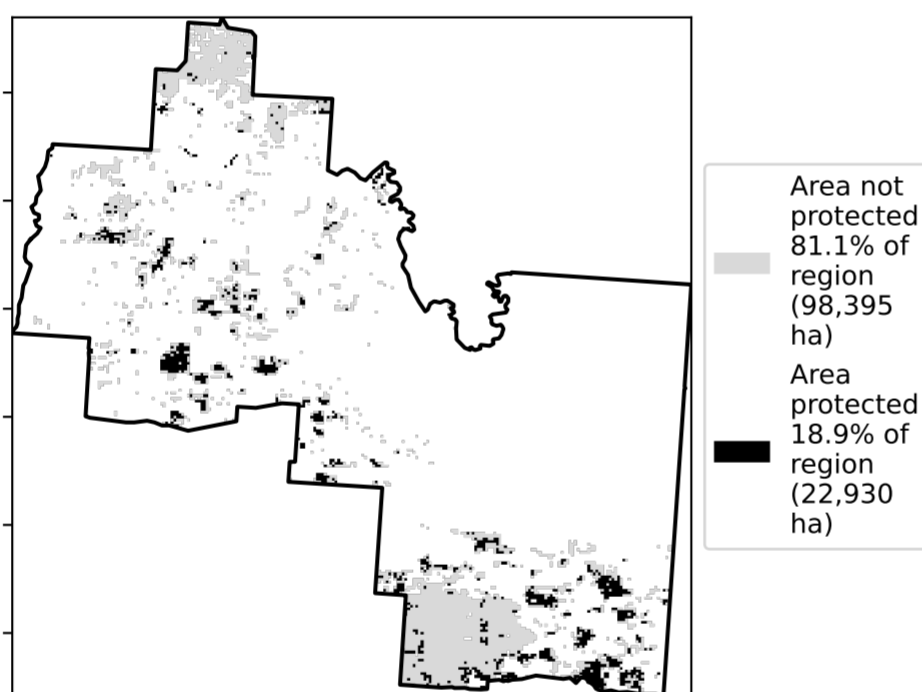 Area not
protected
81.1% of
region
(98,395
ha)
Area
protected
18.9% of
region
(22,930
ha)